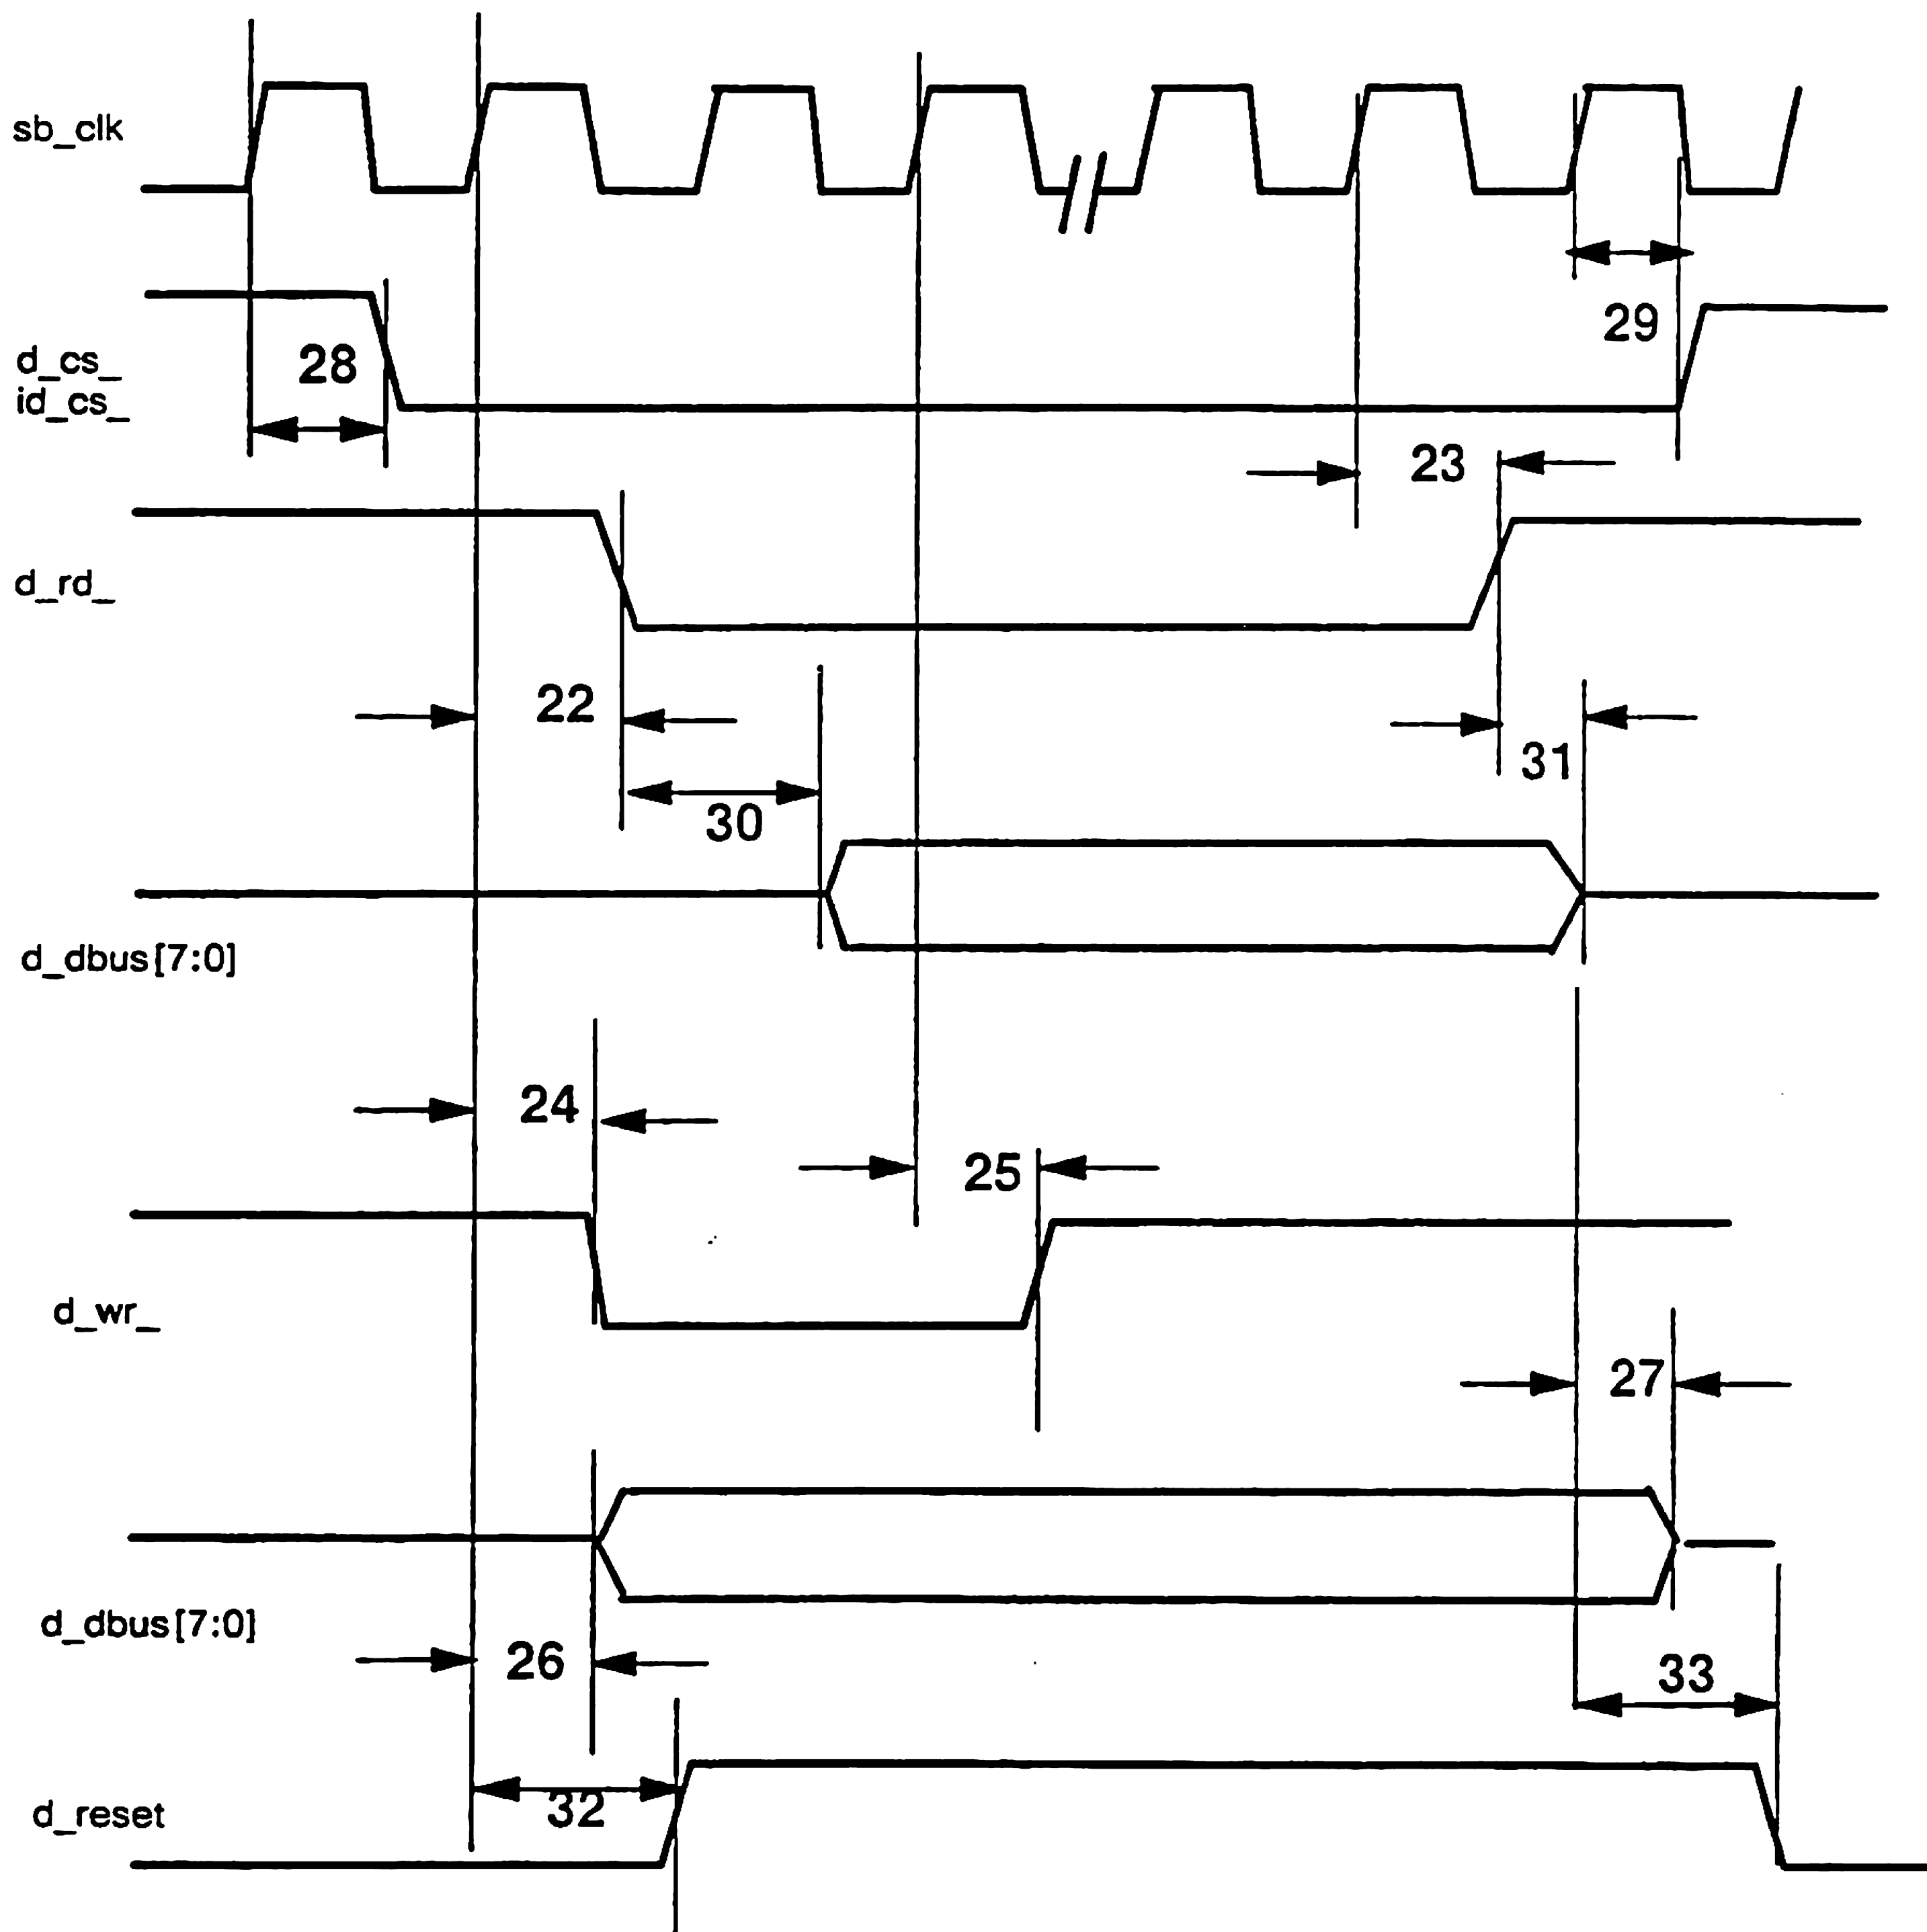 sb_clk
29
d_cs_
28
id_cs_
23
d_rd_
22
31
30
d_dbus[7:0]
24
25
d_wr_
27
d_dbus[7:0]
26
33
32
d_reset